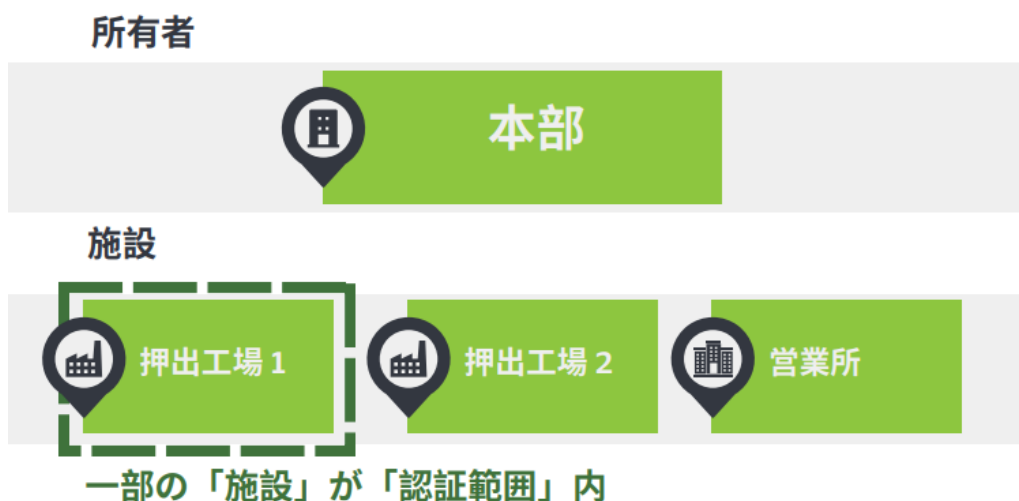 所有者
本部
施設
押出工場 1
押出工場 2
営業所
一部の「施設」が「認証範囲」内